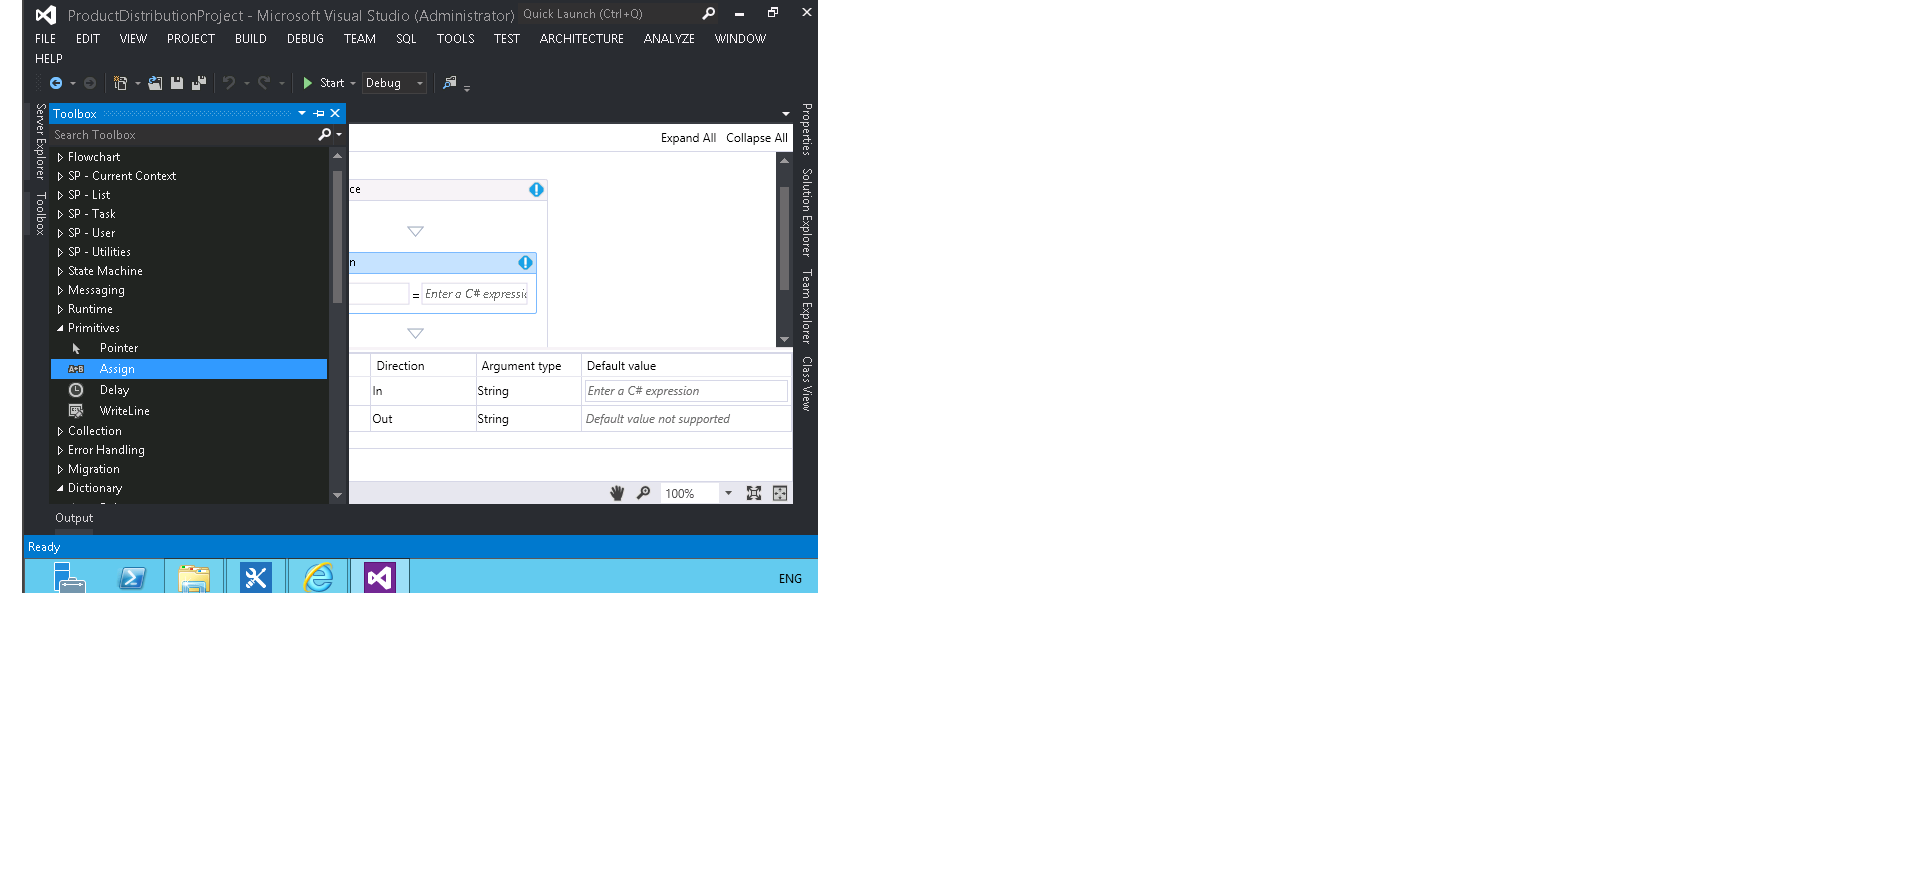 ProductDistributionProject - Microsoft Visual Studio (Administrator)
Quick Launch (Ctrl+Q)
FILE EDIT VIEW PROJECT BUILD DEBUG TEAM SQL TOOLS TEST ARCHITECTURE ANALYZE WINDOW
HELP
Start Debug
Server Explorer
Toolbox
Toolbox
Search Toolbox
Flowchart
SP - Current Context
SP - List
SP - Task
SP - User
SP - Utilities
State Machine
Messaging
Runtime
Primitives
Pointer
A+B Assign
Delay
WriteLine
Collection
Error Handling
Migration
Dictionary
Expand All Collapse All
ce
n
= Enter a C# expressi
Direction Argument type Default value
In String Enter a C# expression
Out String Default value not supported
100%
Properties
Solution Explorer
Team Explorer
Class View
Output
Ready
ENG